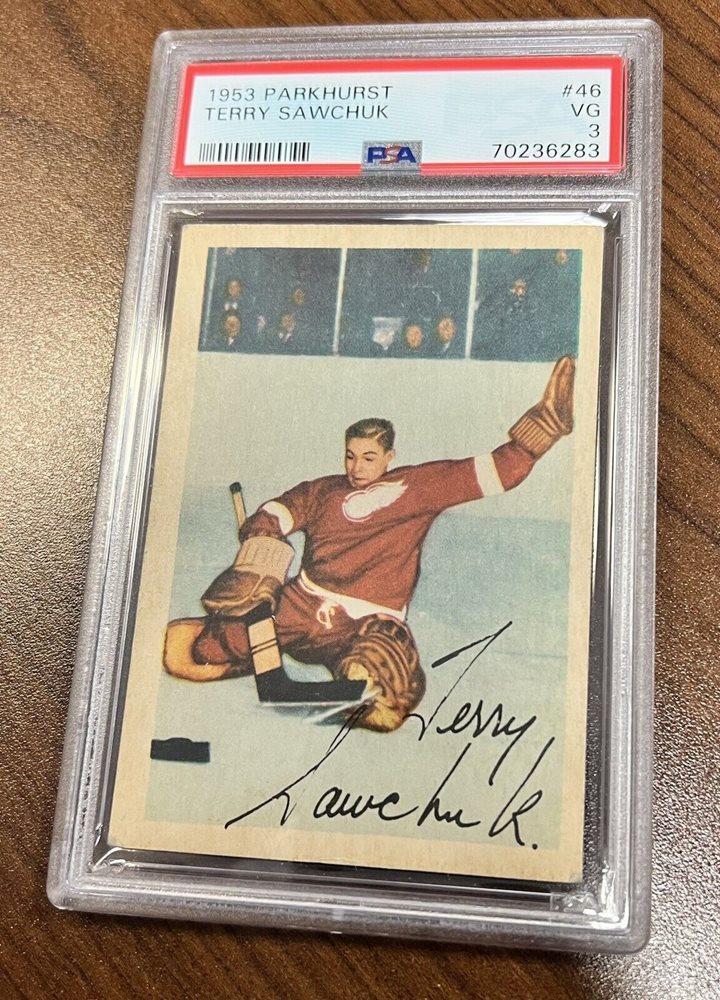 1953 PARKHURST #46
TERRY SAWCHUK VG
3
PSA 70236283
Terry
Sawchuk.